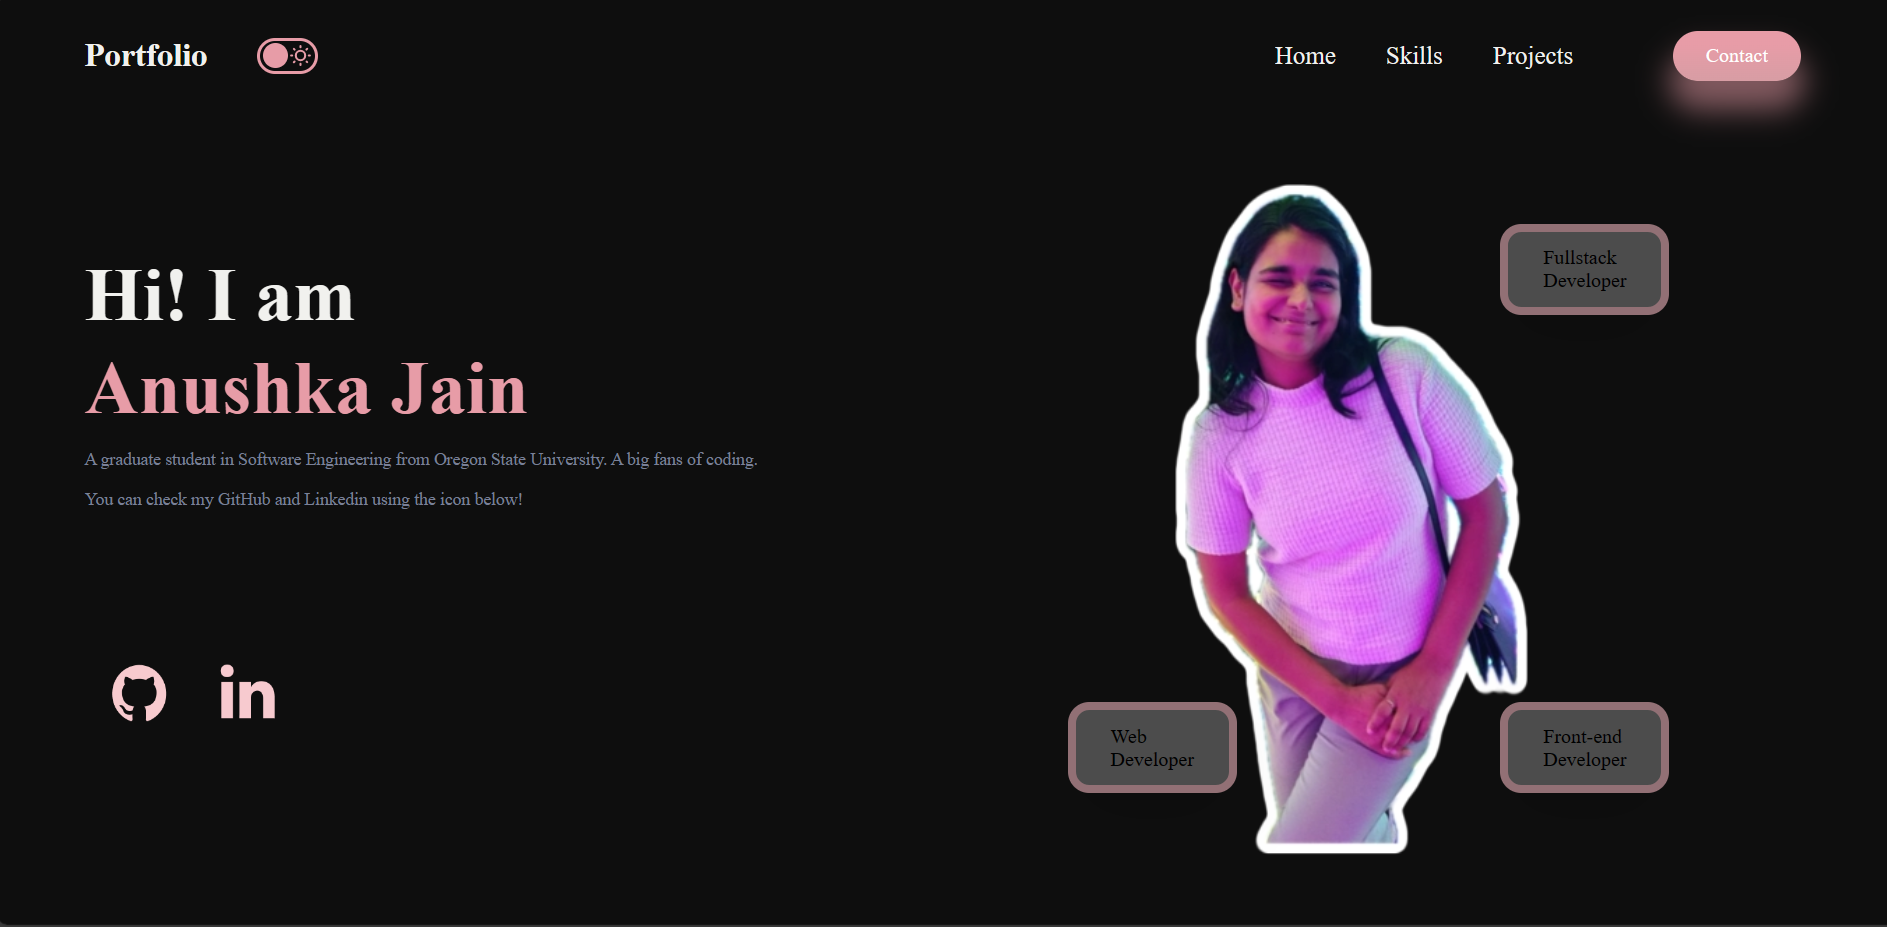 Portfolio
Home
Skills
Projects
Contact
Hi! I am
Anushka Jain
A graduate student in Software Engineering from Oregon State University. A big fans of coding.
You can check my GitHub and Linkedin using the icon below!
in
Fullstack
Developer
Web
Developer
Front-end
Developer